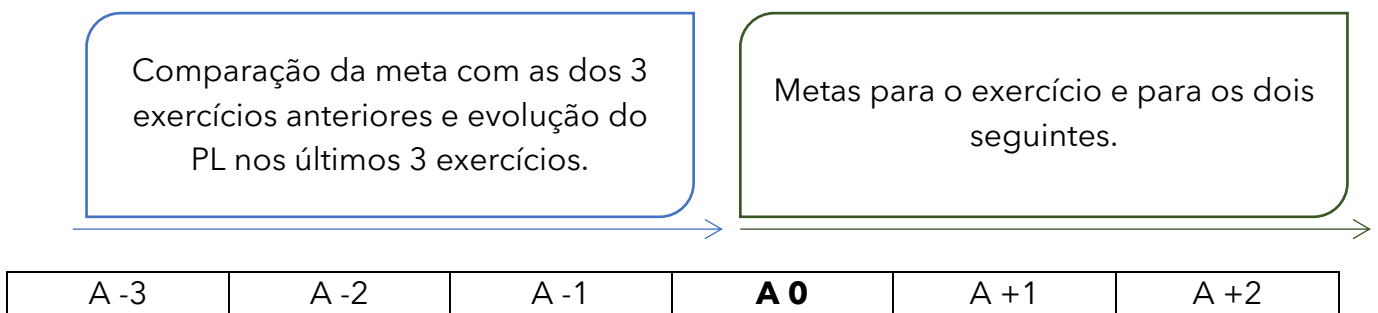 Comparação da meta com as dos 3
exercícios anteriores e evolução do
PL nos últimos 3 exercícios.
Metas para o exercício e para os dois
seguintes.
A -3 A -2 A -1 A 0 A +1 A +2